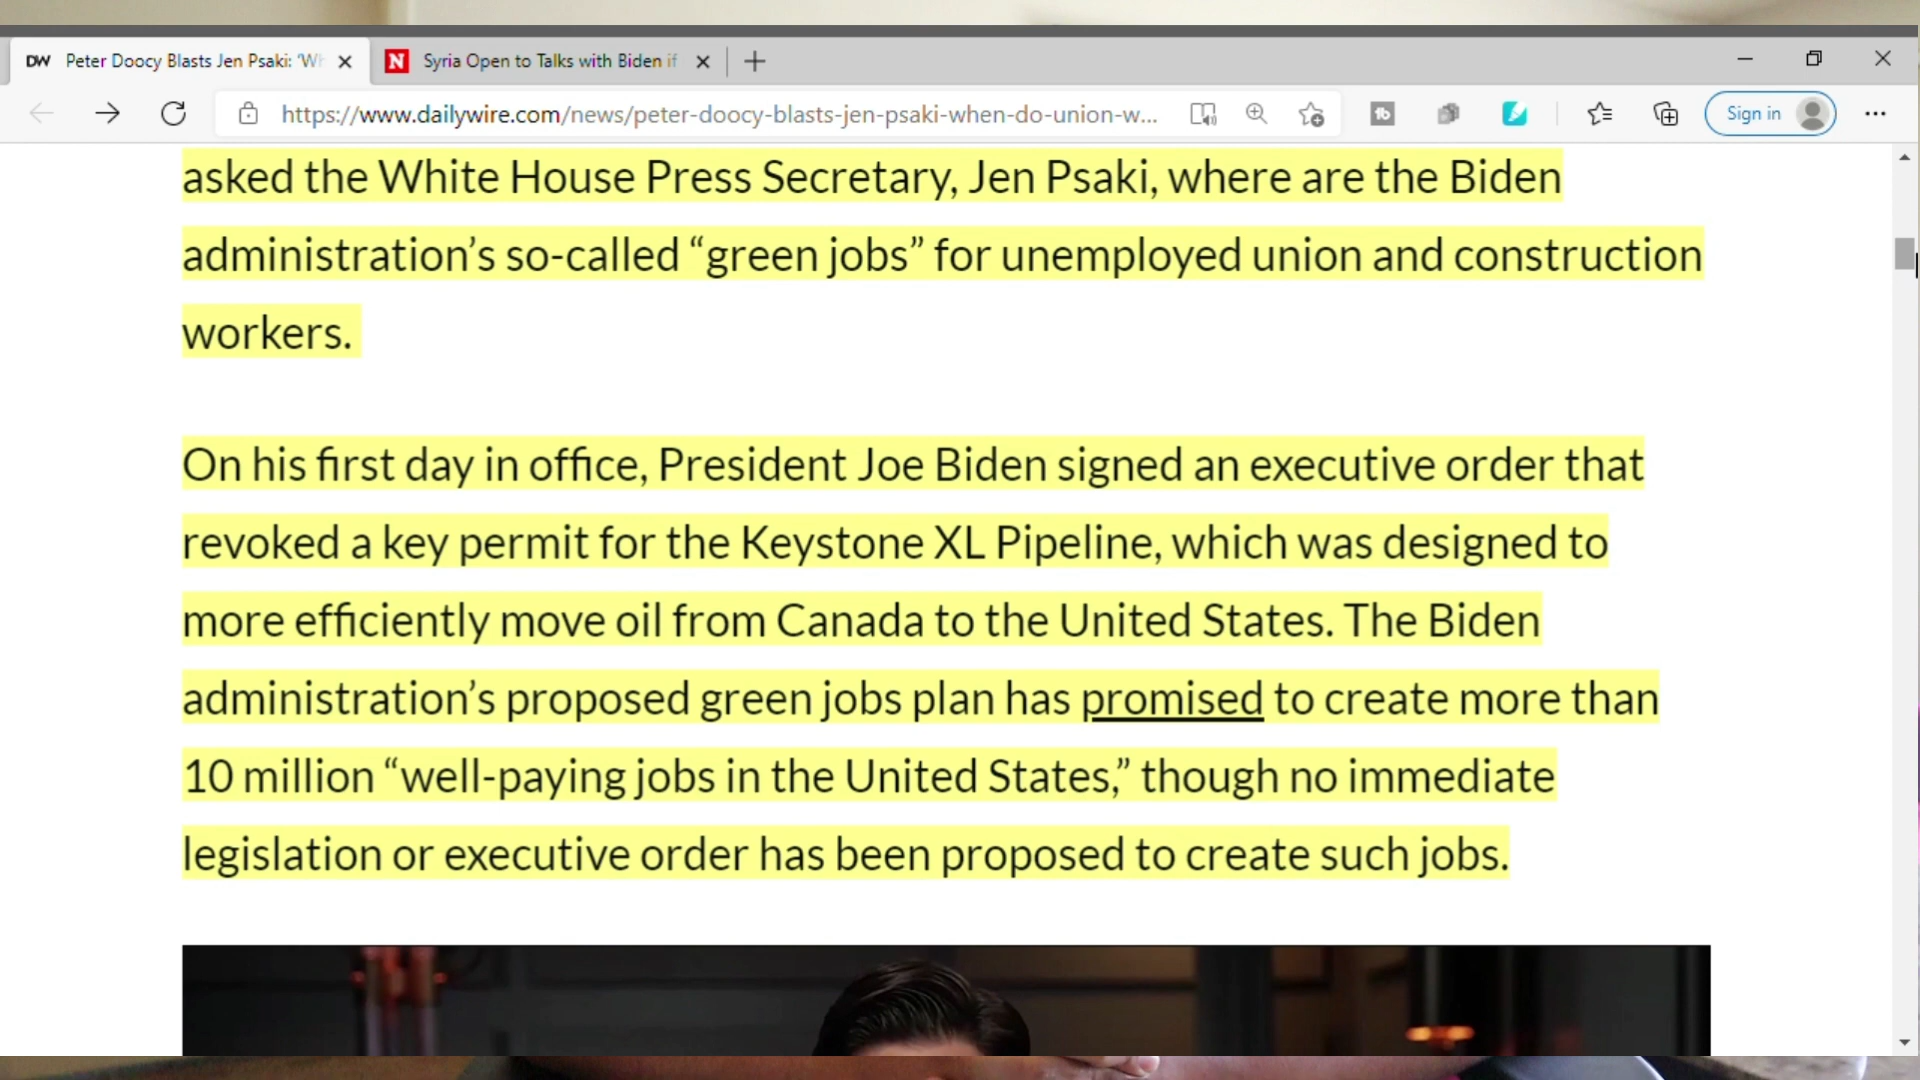 DW Peter Doocy Blasts Jen Psaki: 'Wh
N Syria Open to Talks with Biden if
https://www.dailywire.com/news/peter-doocy-blasts-jen-psaki-when-do-union-w...
Sign in
asked the White House Press Secretary, Jen Psaki, where are the Biden
administration’s so-called “green jobs” for unemployed union and construction
workers.
On his first day in office, President Joe Biden signed an executive order that
revoked a key permit for the Keystone XL Pipeline, which was designed to
more efficiently move oil from Canada to the United States. The Biden
administration’s proposed green jobs plan has promised to create more than
10 million “well-paying jobs in the United States,” though no immediate
legislation or executive order has been proposed to create such jobs.